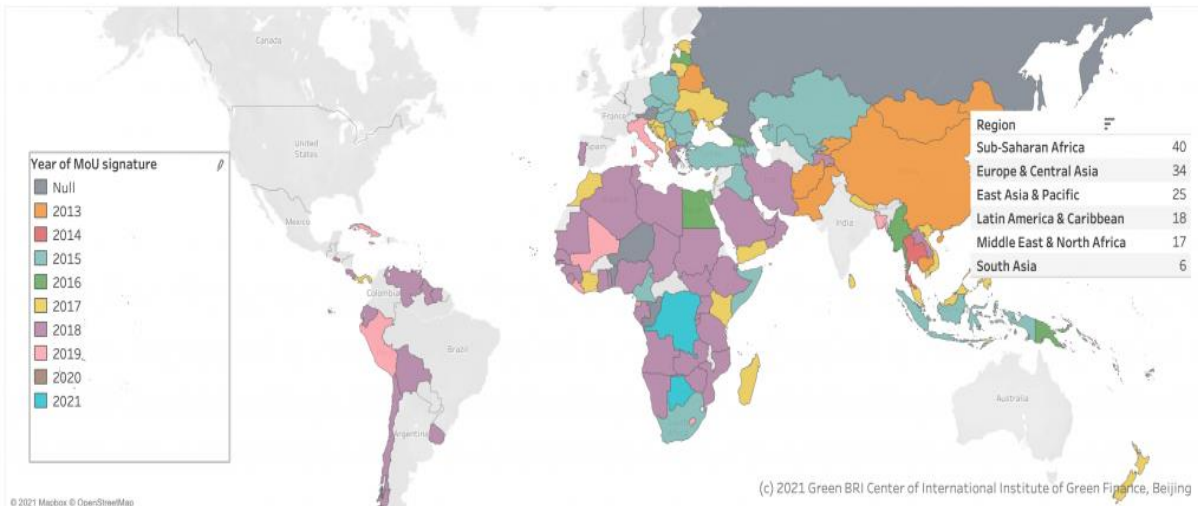 Canada
United
States
Mexico
Colombia
Brazil
Argentina
France
Spain
India
Australia
Year of MoU signature
Null
2013
2014
2015
2016
2017
2018
2019
2020
2021
Region
Sub-Saharan Africa 40
Europe & Central Asia 34
East Asia & Pacific 25
Latin America & Caribbean 18
Middle East & North Africa 17
South Asia 6
© 2021 Mapbox © OpenStreetMap
(c) 2021 Green BRI Center of International Institute of Green Finance, Beijing